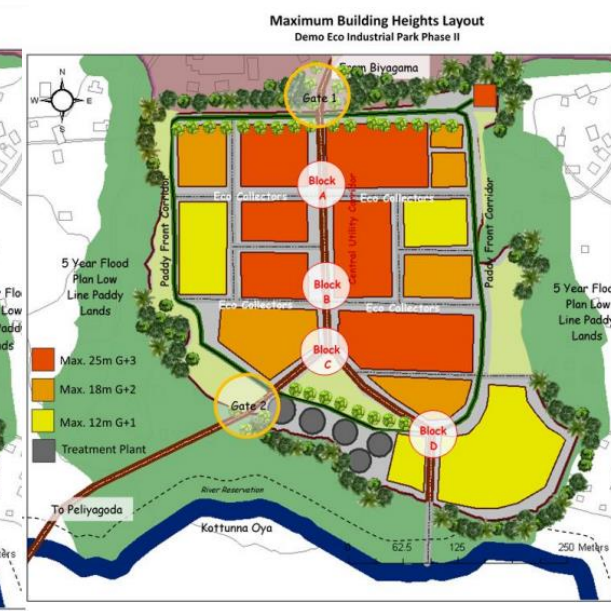 Maximum Building Heights Layout
Demo Eco Industrial Park Phase II
From Biyagama
N
W
E
S
Gate 1
Block
A
Eco Collectors
Eco Collectors
Central Utility Corridor
Paddy Front Corridor
Paddy Front Corridor
5 Year Flood
Plan Low
Line Paddy
Lands
5 Year Flood
Plan Low
Line Paddy
Lands
Block
B
Eco Collectors
Eco Collectors
Block
C
Max. 25m G+3
Max. 18m G+2
Max. 12m G+1
Treatment Plant
Gate 2
Block
D
River Reservation
To Peliyagoda
Kottunna Oya
0
62.5
125
250 Meters